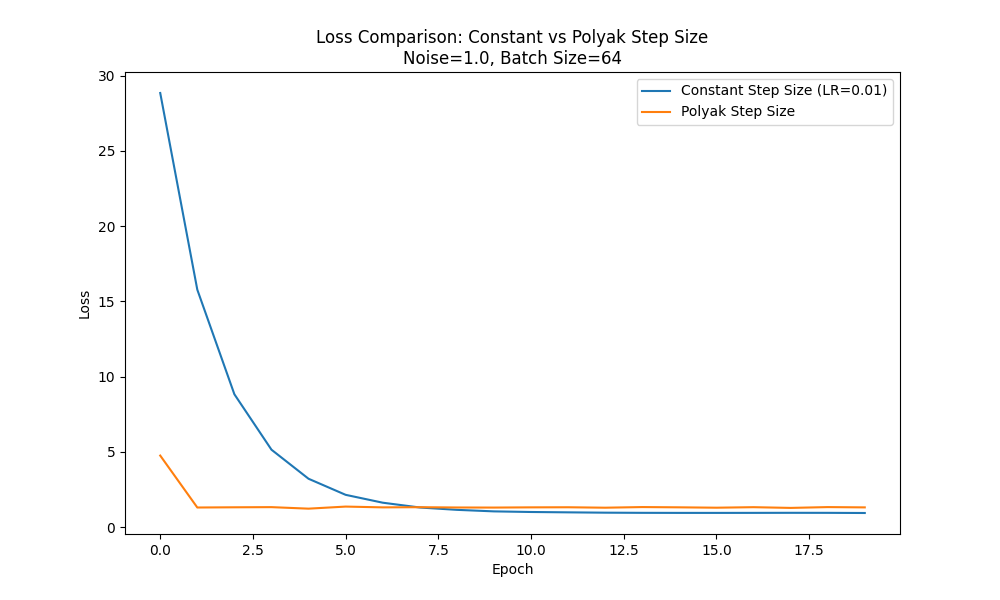 Loss Comparison: Constant vs Polyak Step Size
Noise=1.0, Batch Size=64
Constant Step Size (LR=0.01)
Polyak Step Size
30
25
20
15
10
5
0
Loss
0.0
2.5
5.0
7.5
10.0
12.5
15.0
17.5
Epoch